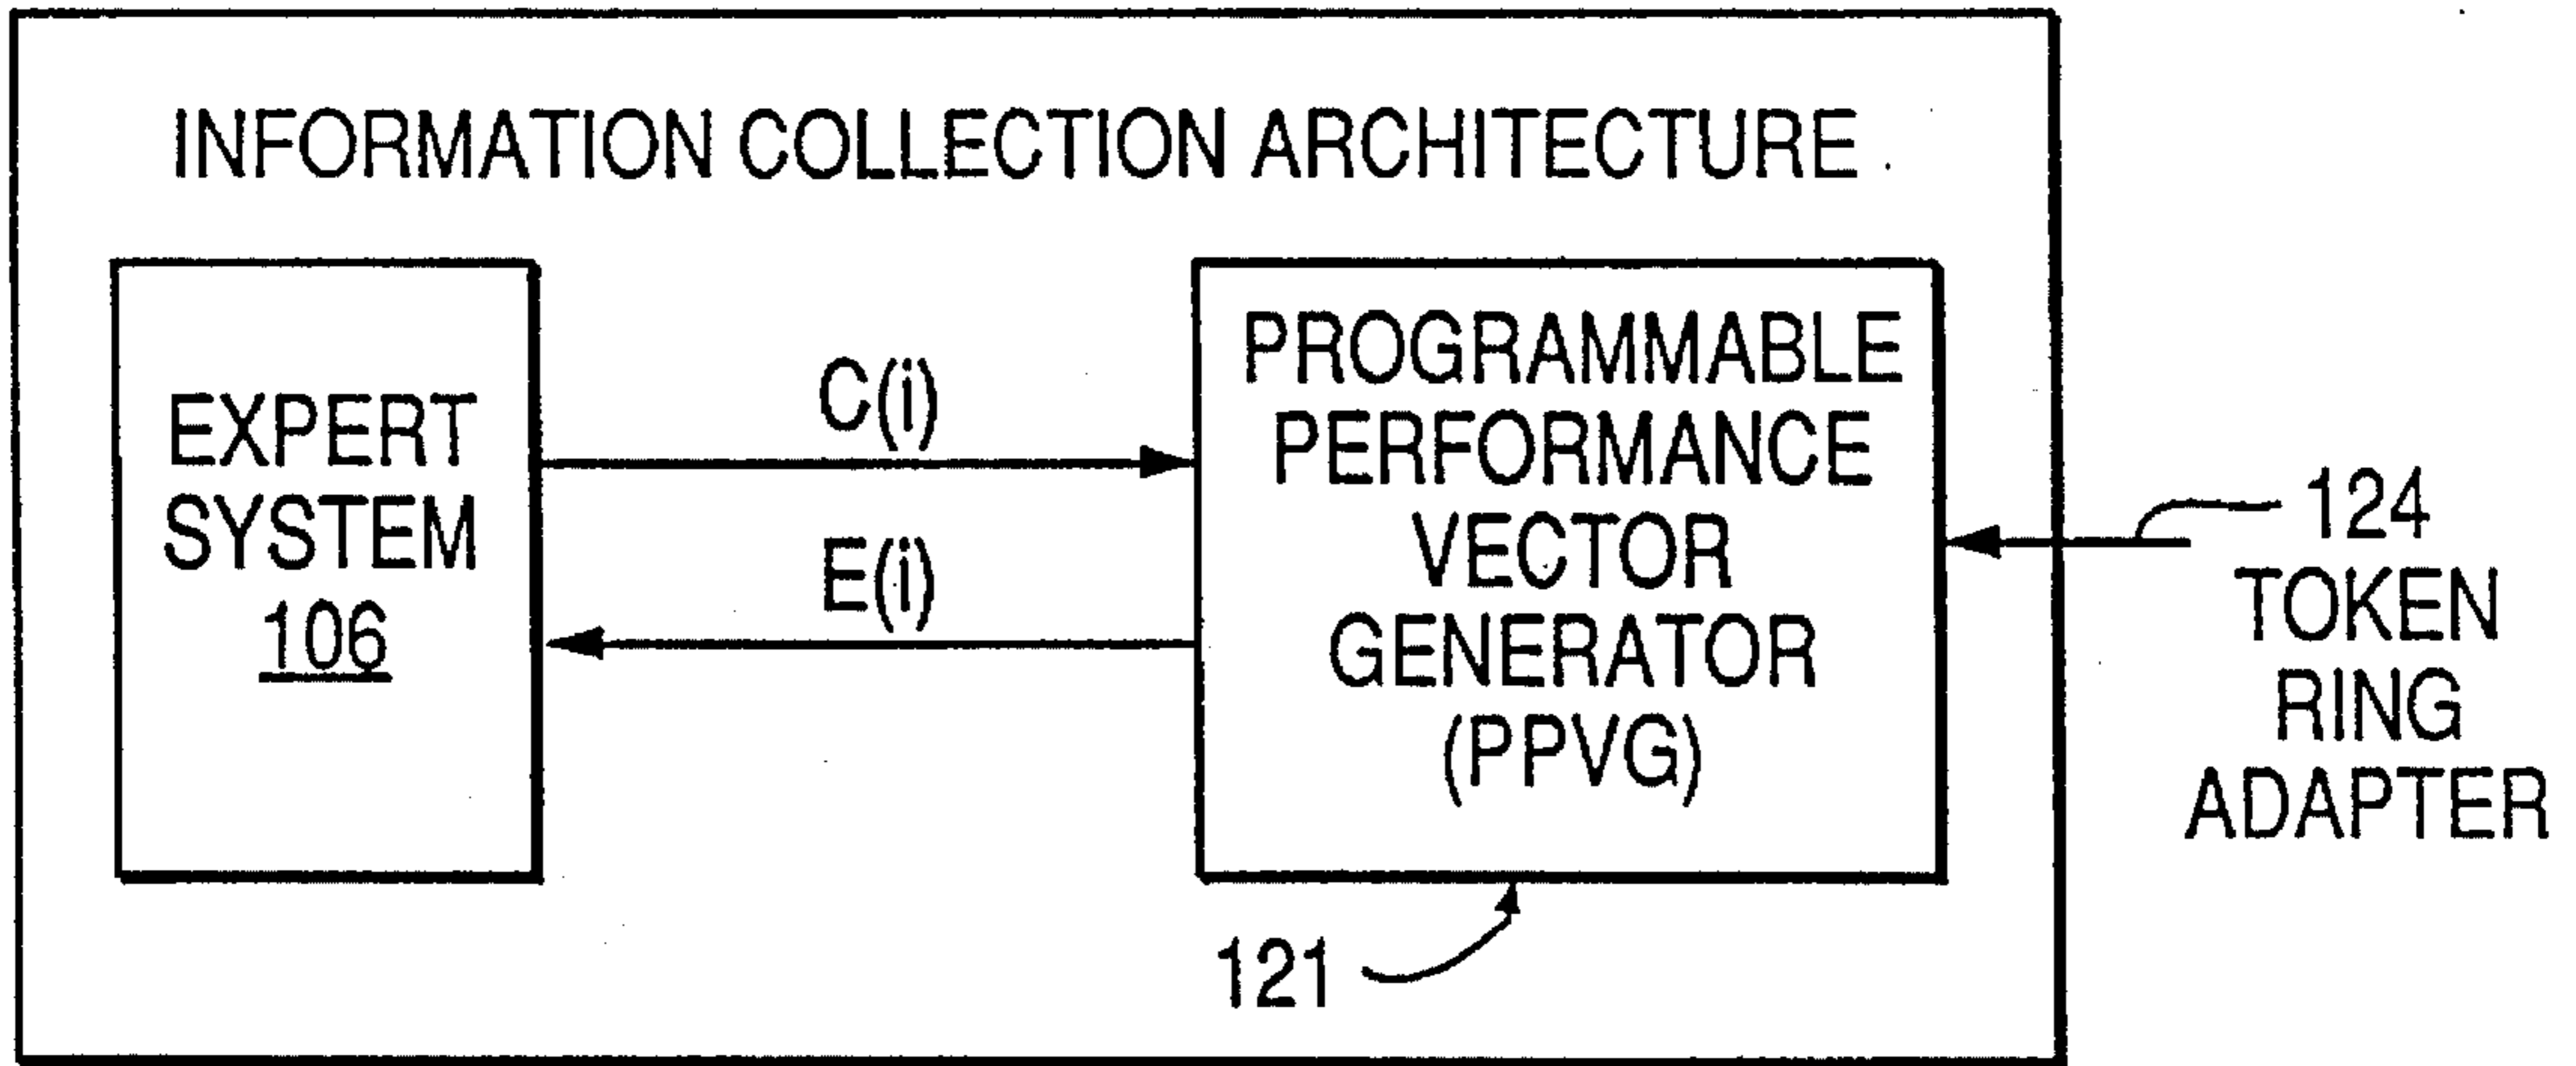 INFORMATION COLLECTION ARCHITECTURE
EXPERT
SYSTEM
106
C(i)
E(i)
PROGRAMMABLE
PERFORMANCE
VECTOR
GENERATOR
(PPVG)
121
124
TOKEN
RING
ADAPTER